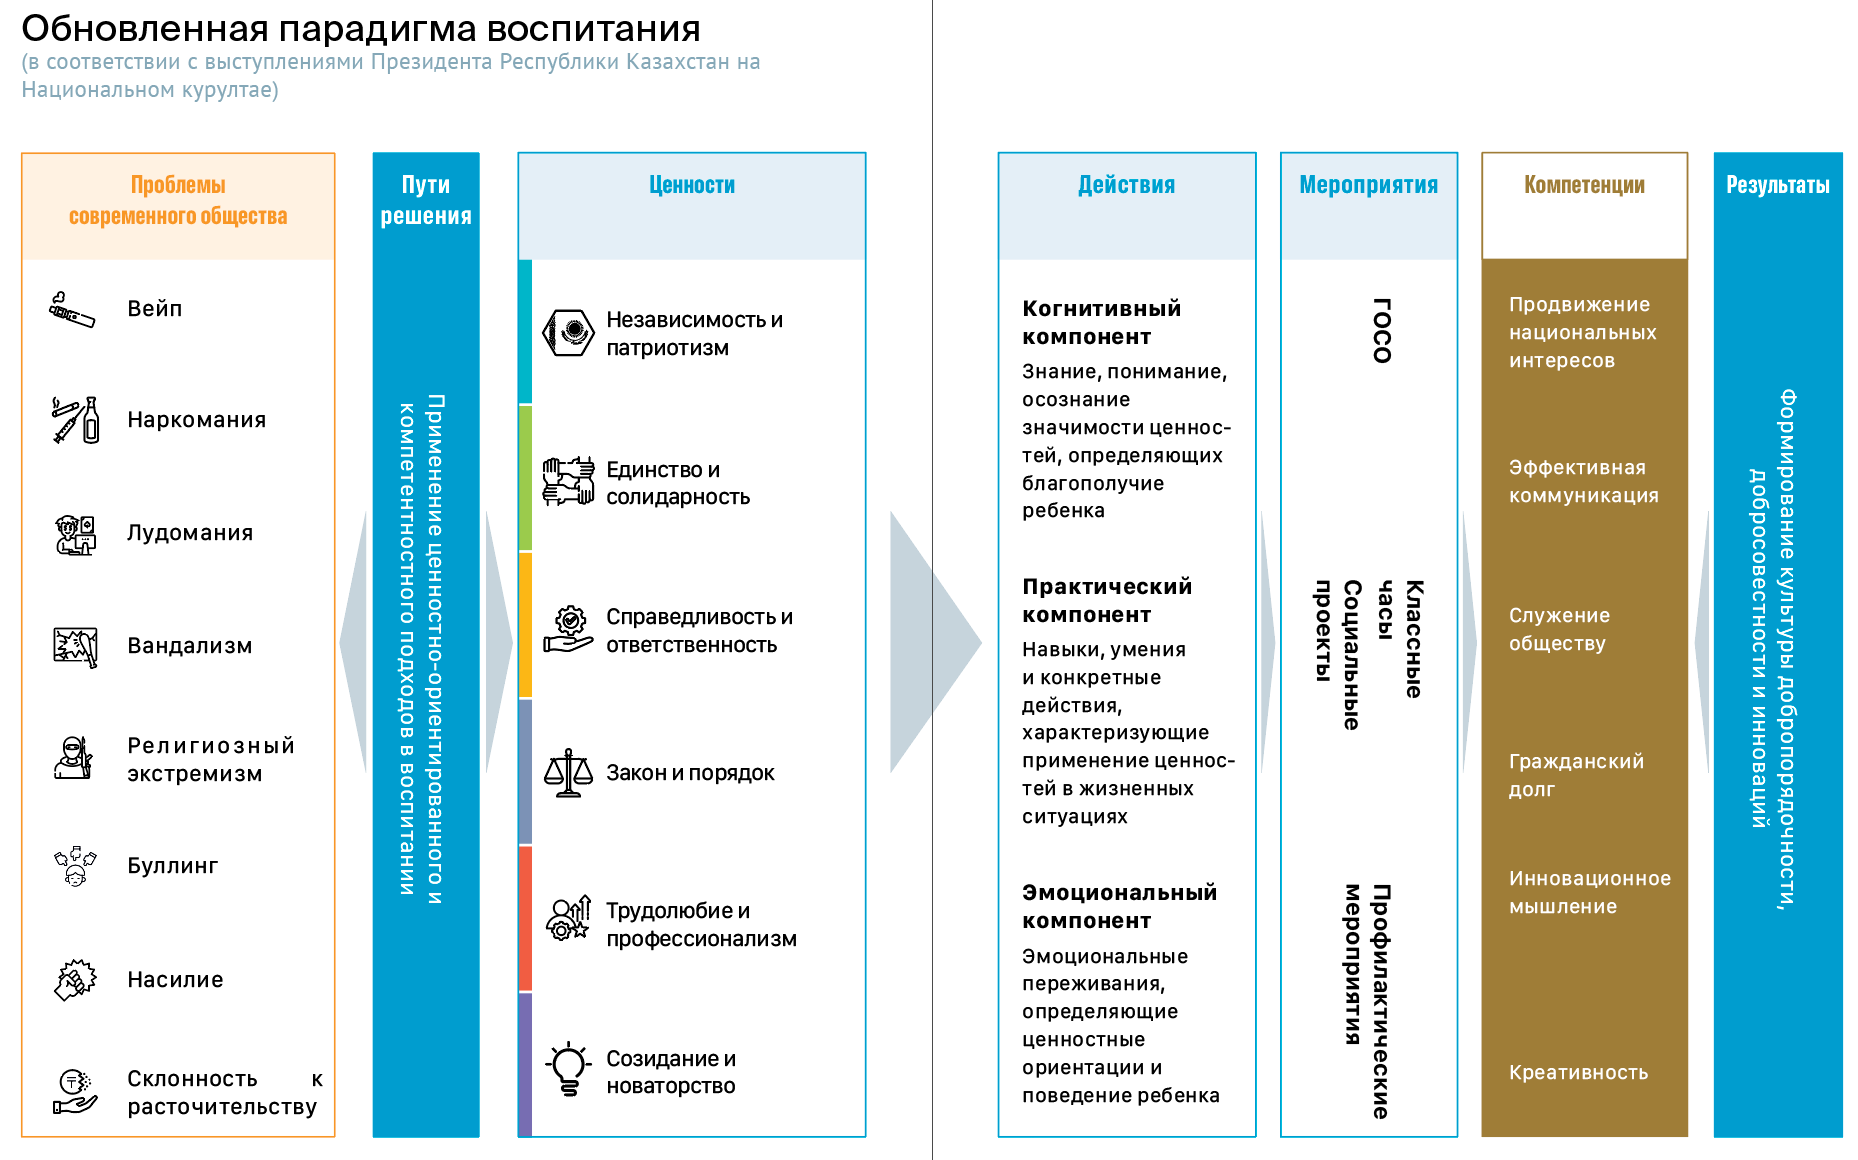 Обновленная парадигма воспитания
(в соответствии с выступлениями Президента Республики Казахстан на
Национальном курултае)
Проблемы
современного общества
Вейп
Наркомания
Лудомания
Вандализм
Религиозный
экстремизм
Буллинг
Насилие
Склонность к
расточительству
Пути
решения
Применение ценностно-ориентированного и
компетентностного подходов в воспитании
Ценности
Независимость и
патриотизм
Единство и
солидарность
Справедливость и
ответственность
Закон и порядок
Трудолюбие и
профессионализм
Созидание и
новаторство
Действия
Когнитивный
компонент
Знание, понимание,
осознание
значимости ценнос-
тей, определяющих
благополучие
ребенка
Практический
компонент
Навыки, умения
и конкретные
действия,
характеризующие
применение ценнос-
тей в жизненных
ситуациях
Эмоциональный
компонент
Эмоциональные
переживания,
определяющие
ценностные
ориентации и
поведение ребенка
Мероприятия
ГОСО
Классные
часы
Социальные
проекты
Профилактические
мероприятия
Компетенции
Продвижение
национальных
интересов
Эффективная
коммуникация
Служение
обществу
Гражданский
долг
Инновационное
мышление
Креативность
Результаты
Формирование культуры добропорядочности,
добросовестности и инноваций